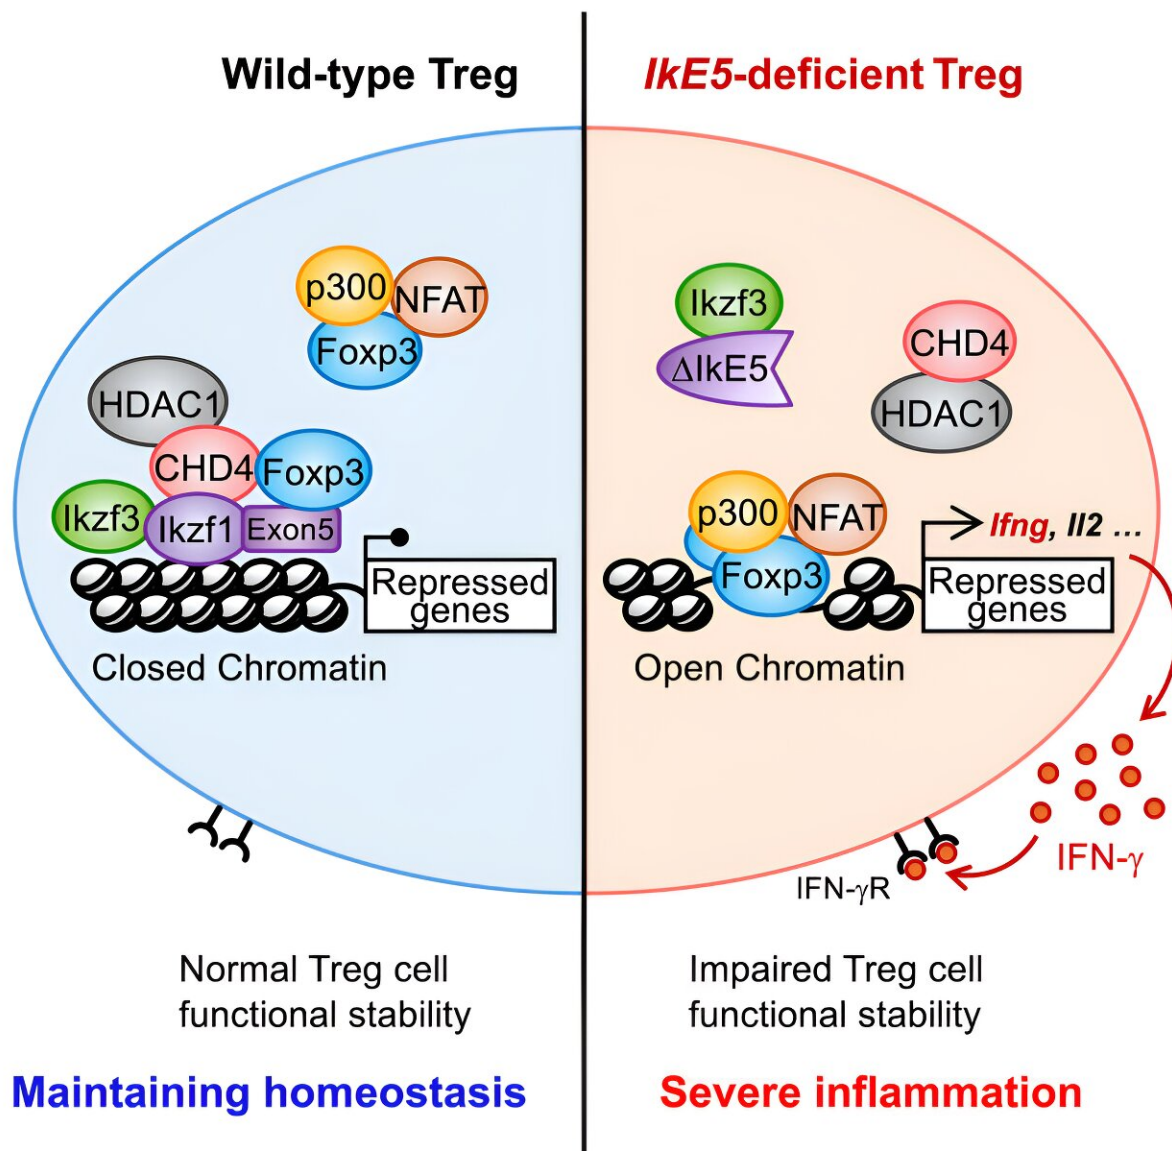 Wild-type Treg
p300
NFAT
Foxp3
HDAC1
CHD4
Foxp3
Ikzf3
Ikzf1
Exon5
Repressed
genes
Closed Chromatin
Normal Treg cell
functional stability
Maintaining homeostasis
IkE5-deficient Treg
Ikzf3
ΔIkE5
CHD4
HDAC1
p300
NFAT
Foxp3
Ifng, Il2 ...
Repressed
genes
Open Chromatin
IFN-γ
IFN-γR
Impaired Treg cell
functional stability
Severe inflammation